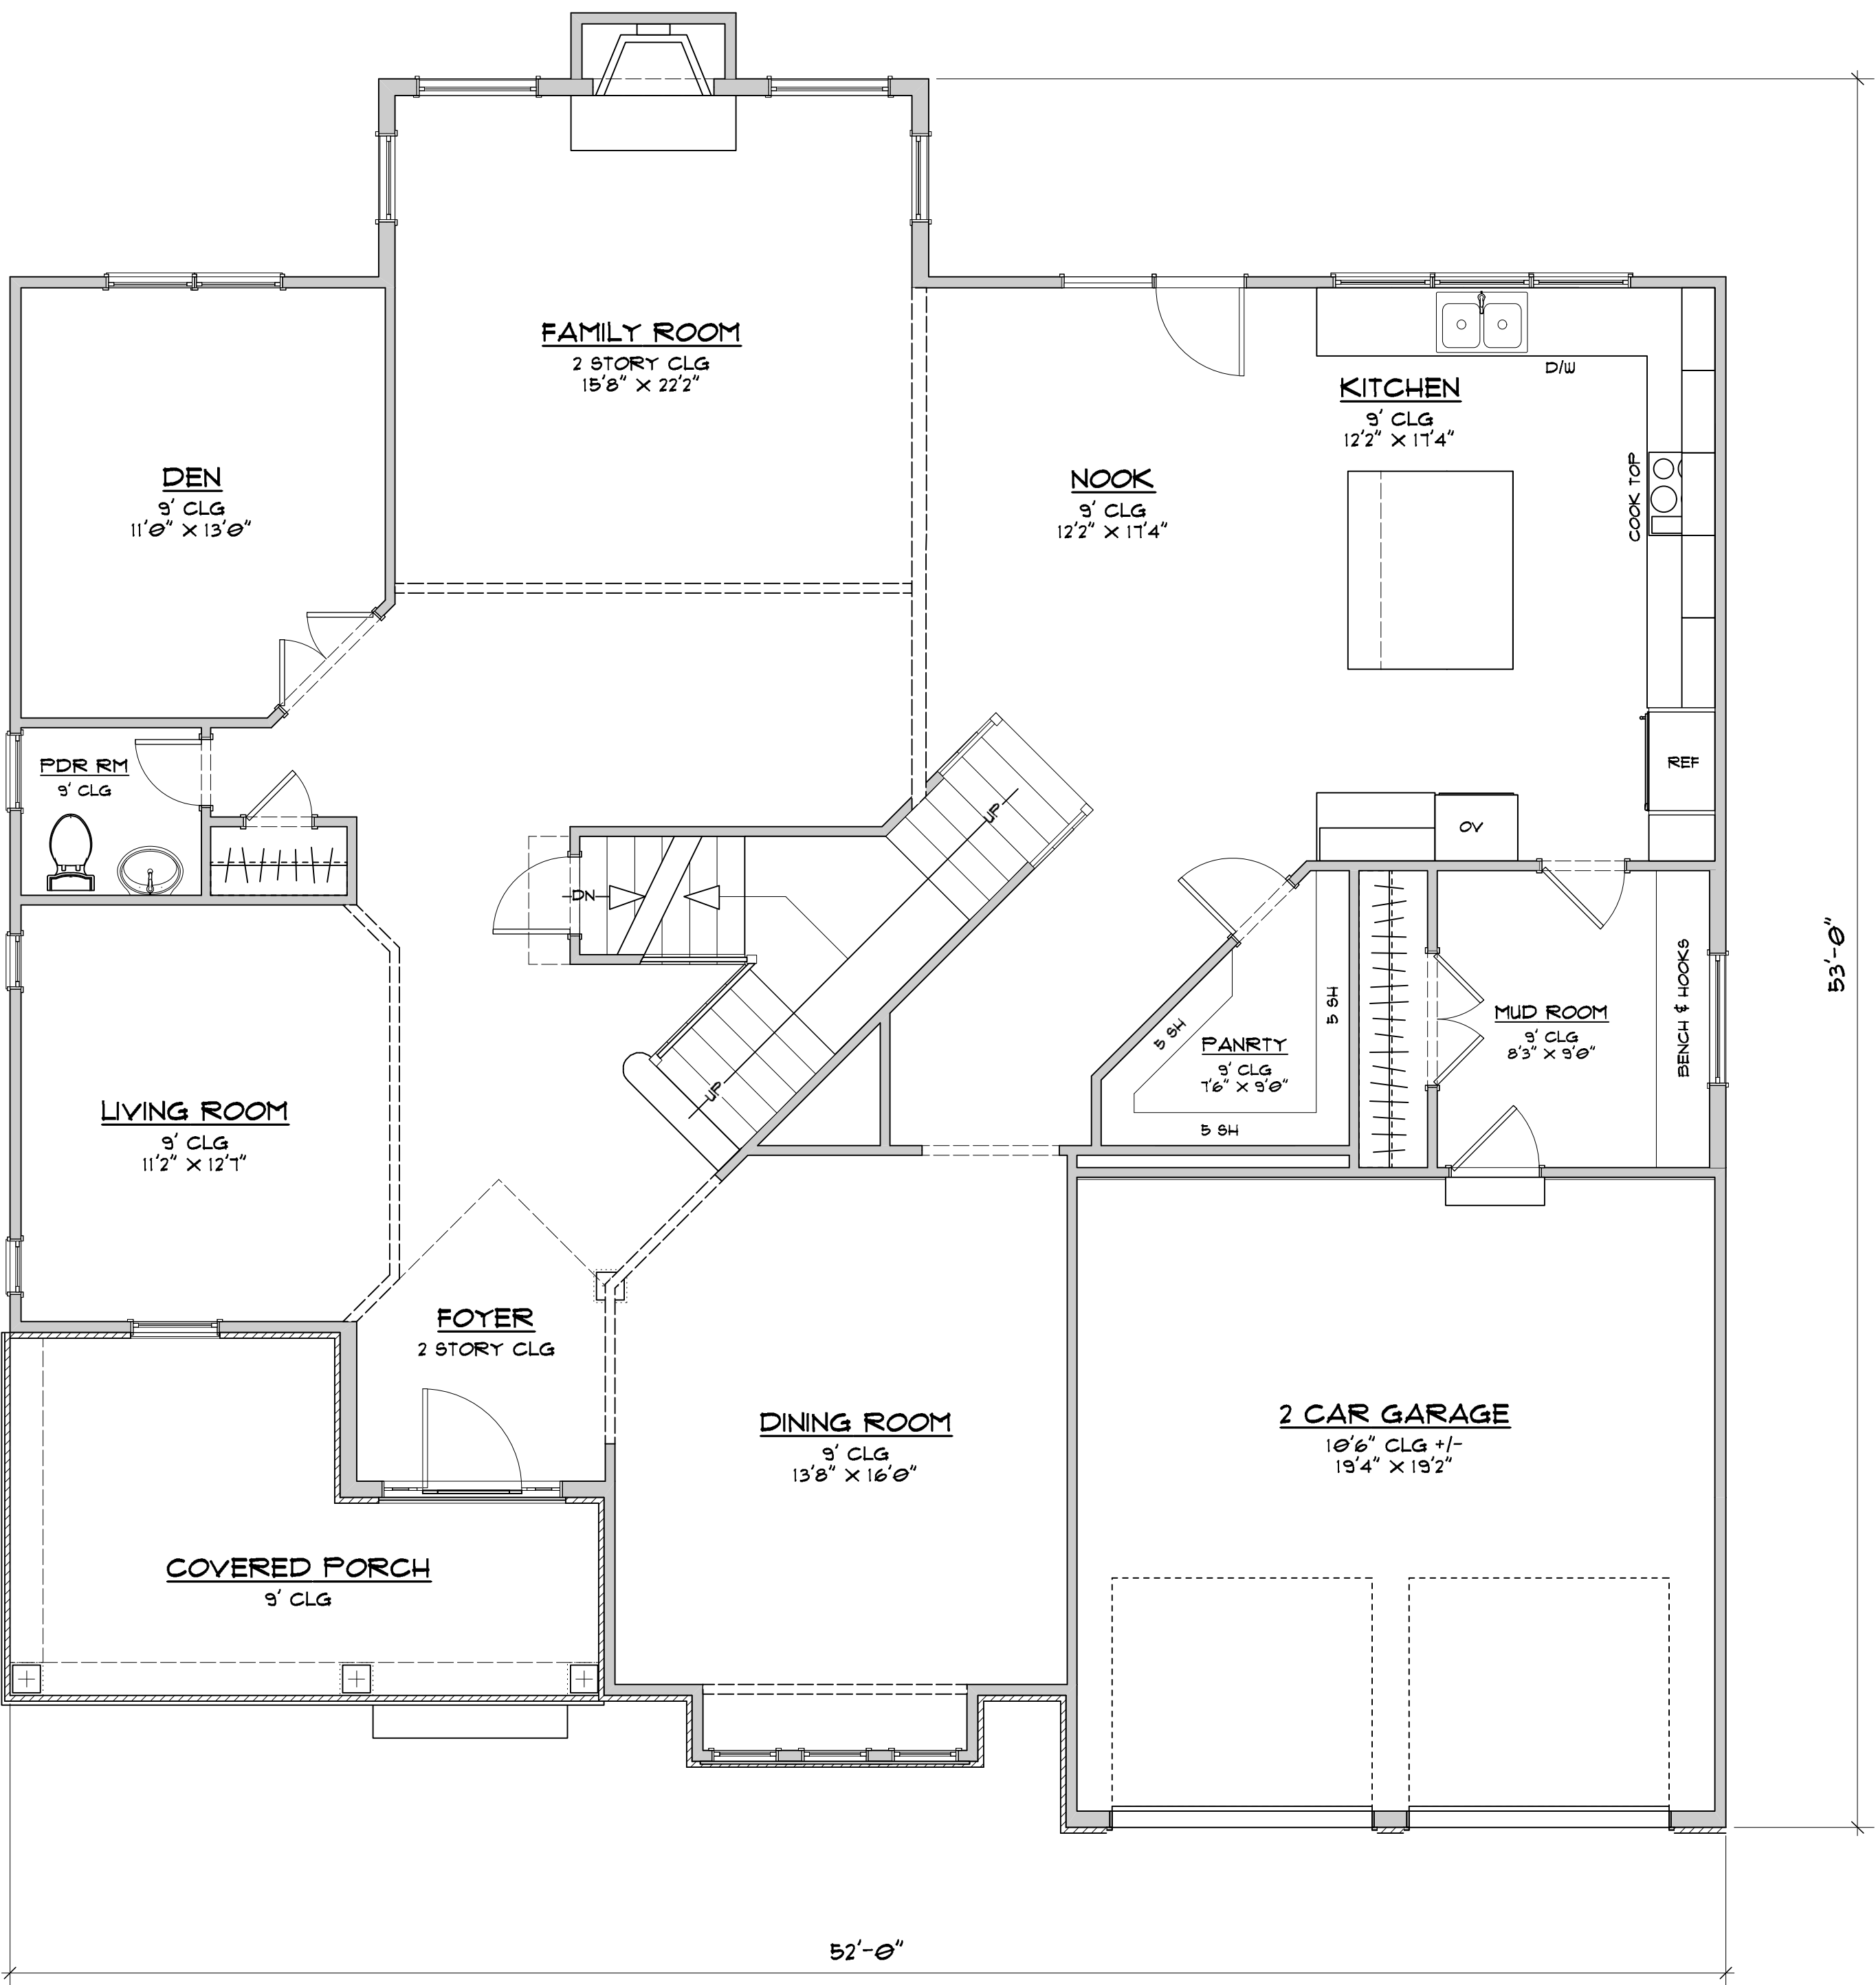 FAMILY ROOM
2 STORY CLG
15'8" X 22'2"
D/W
KITCHEN
9' CLG
12'2" X 17'4"
COOK TOP
DEN
9' CLG
11'0" X 13'0"
NOOK
9' CLG
12'2" X 17'4"
PDR RM
9' CLG
REF
UP
OV
DN
53'-0"
BENCH & HOOKS
MUD ROOM
9' CLG
8'3" X 9'0"
5 SH
5 SH
PANRTY
9' CLG
7'6" X 9'0"
5 SH
UP
LIVING ROOM
9' CLG
11'2" X 12'7"
FOYER
2 STORY CLG
DINING ROOM
9' CLG
13'8" X 16'0"
2 CAR GARAGE
10'6" CLG +/-
19'4" X 19'2"
COVERED PORCH
9' CLG
52'-0"